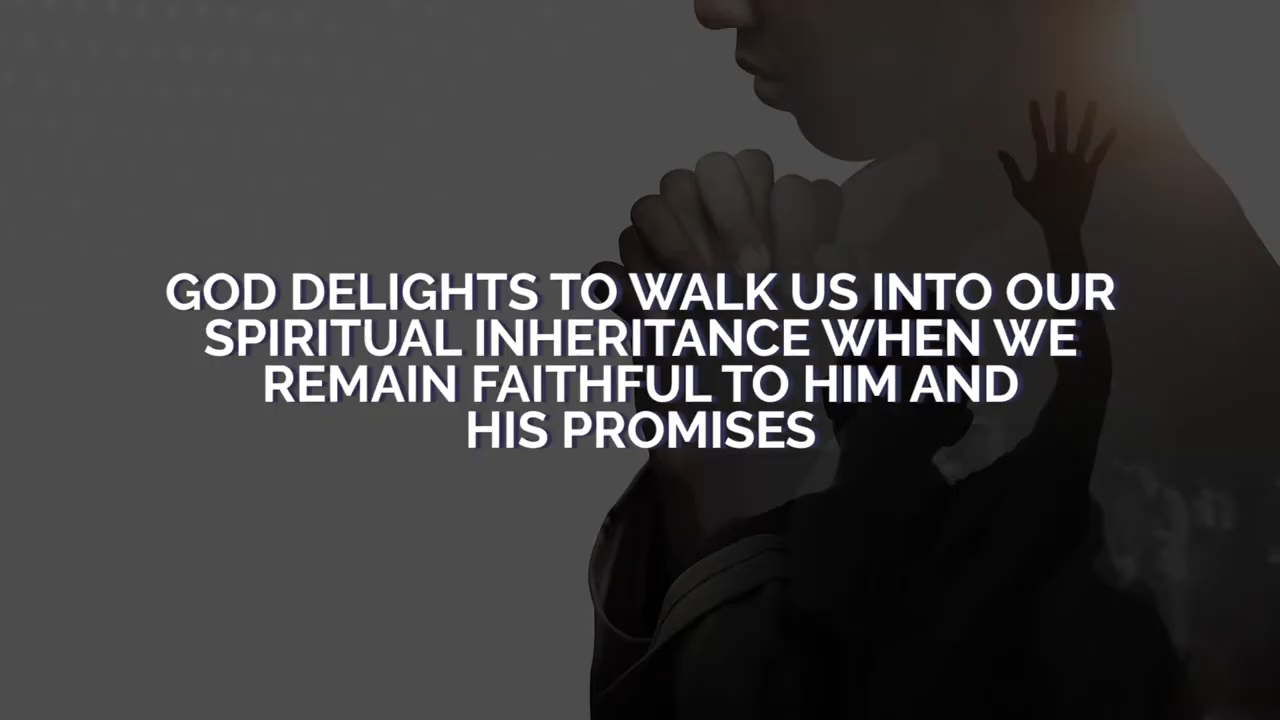 GOD DELIGHTS TO WALK US INTO OUR
SPIRITUAL INHERITANCE WHEN WE
REMAIN FAITHFUL TO HIM AND
HIS PROMISES